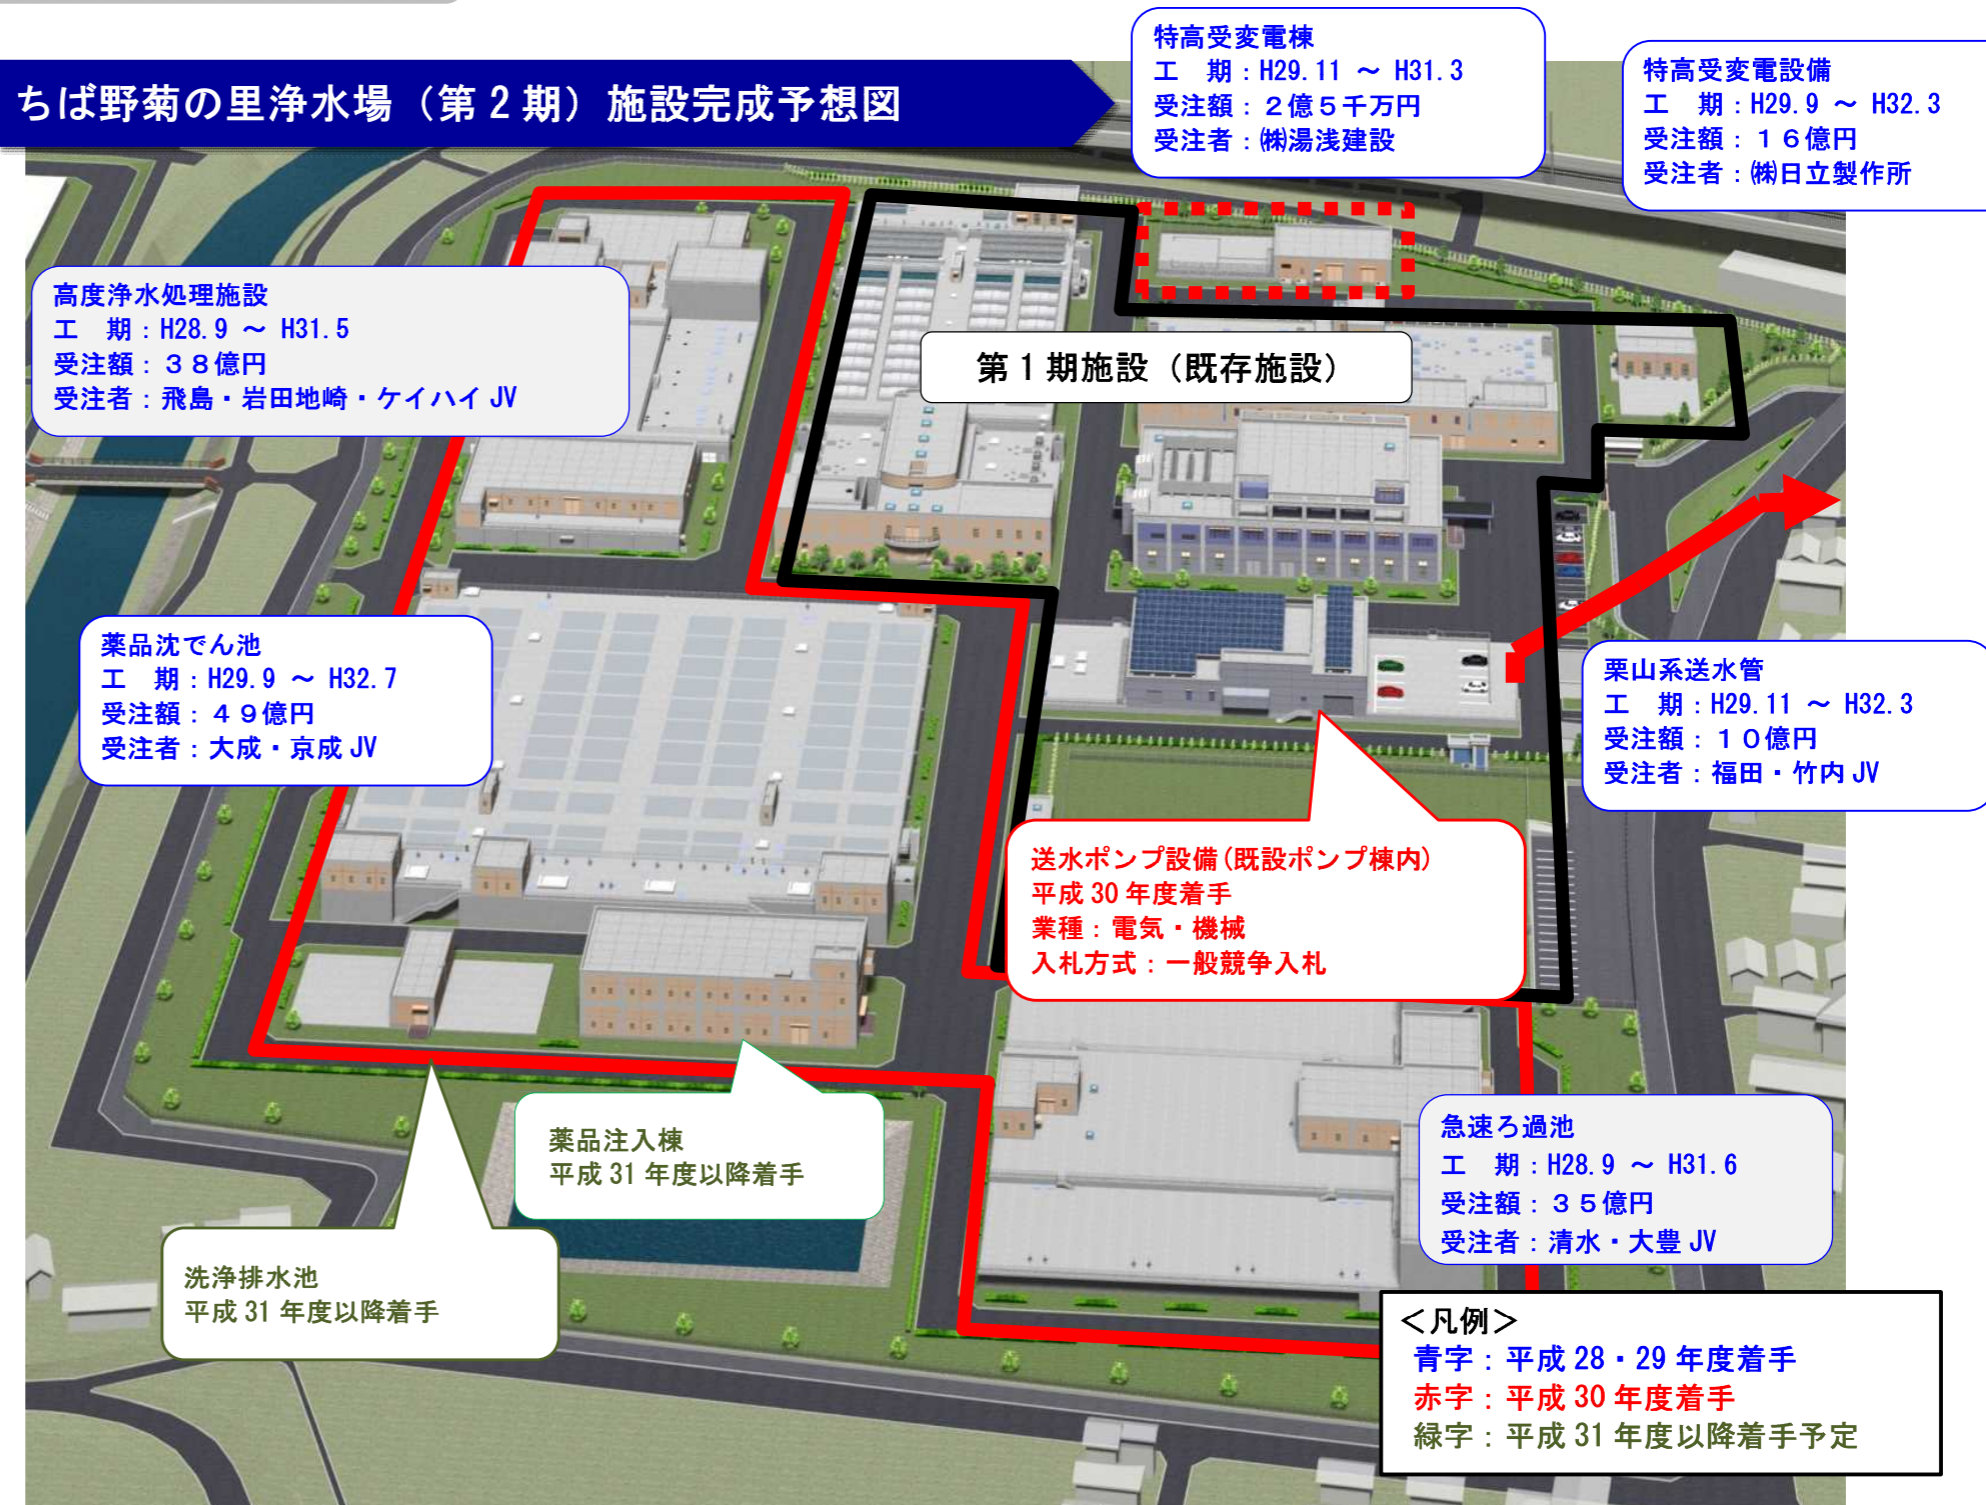 ちば野菊の里浄水場（第２期）施設完成予想図
特高受変電棟
工　期：H29.11 ～ H31.3
受注額：２億５千万円
受注者：㈱湯浅建設
特高受変電設備
工　期：H29.9 ～ H32.3
受注額：１６億円
受注者：㈱日立製作所
高度浄水処理施設
工　期：H28.9 ～ H31.5
受注額：３８億円
受注者：飛島・岩田地崎・ケイハイ JV
第１期施設（既存施設）
薬品沈でん池
工　期：H29.9 ～ H32.7
受注額：４９億円
受注者：大成・京成 JV
栗山系送水管
工　期：H29.11 ～ H32.3
受注額：１０億円
受注者：福田・竹内 JV
送水ポンプ設備(既設ポンプ棟内)
平成 30 年度着手
業種：電気・機械
入札方式：一般競争入札
薬品注入棟
平成 31 年度以降着手
急速ろ過池
工　期：H28.9 ～ H31.6
受注額：３５億円
受注者：清水・大豊 JV
洗浄排水池
平成 31 年度以降着手
＜凡例＞
青字：平成 28・29 年度着手
赤字：平成 30 年度着手
緑字：平成 31 年度以降着手予定